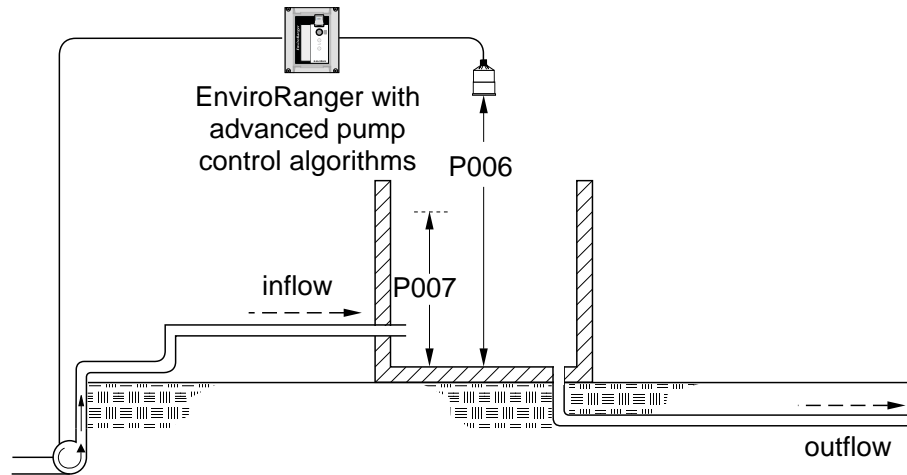 EnviroRanger with
advanced pump
control algorithms
P006
inflow
P007
outflow